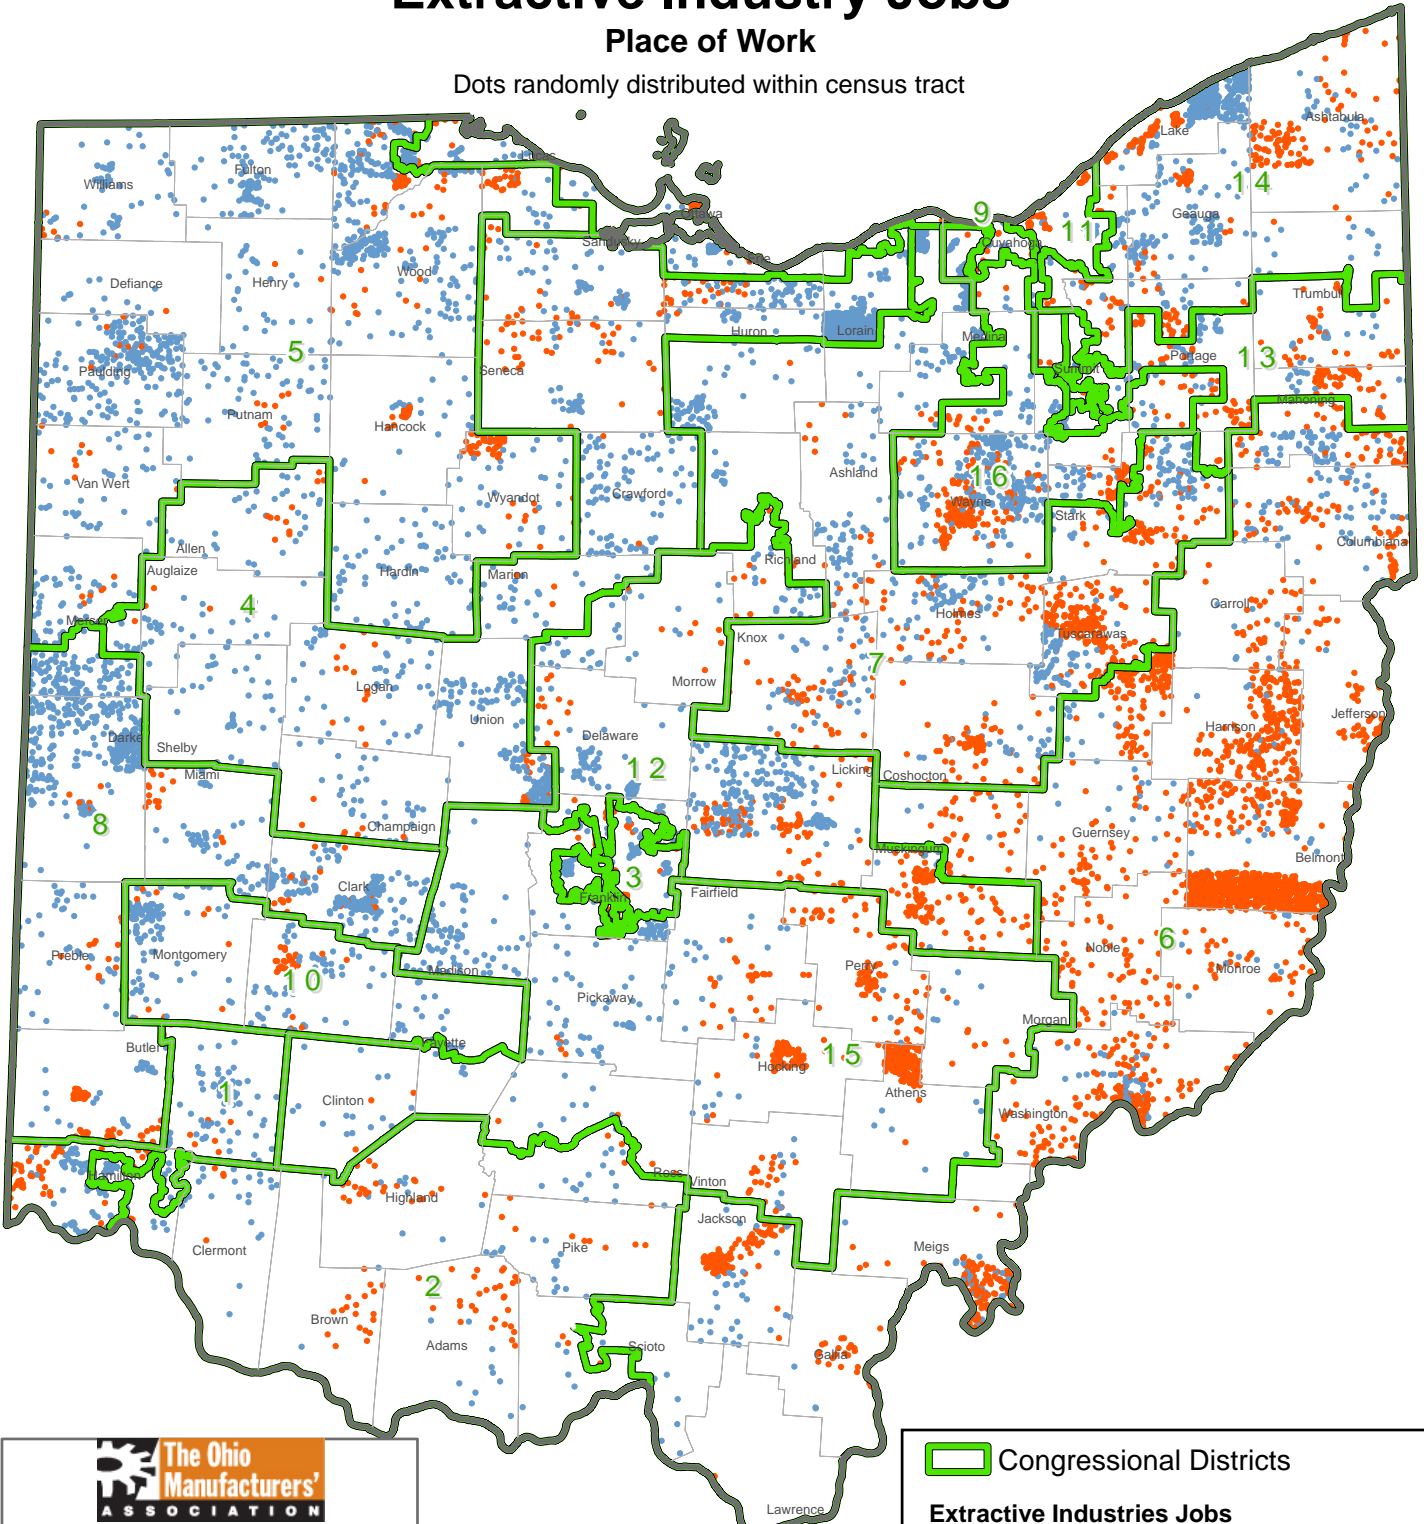 Extractive Industry Jobs
Place of Work
Dots randomly distributed within census tract
Ashtabula
Lake
14
Geauga
Williams
Fulton
Lucas
Ottawa
Sandusky
Erie
9
Cuyahoga
11
Defiance
Henry
Wood
Trumbull
Huron
Lorain
Medina
Summit
Portage
13
5
Paulding
Seneca
Mahoning
Putnam
Hancock
Van Wert
Wyandot
Crawford
Ashland
16
Wayne
Stark
Columbiana
Allen
Auglaize
Hardin
Marion
Richland
Mercer
4
Knox
Holmes
Tuscarawas
Carroll
7
Logan
Morrow
Union
Darke
Shelby
Delaware
Harrison
Jefferson
Miami
12
Licking
Coshocton
8
Champaign
Guernsey
Muskingum
Belmont
Clark
3
Franklin
Fairfield
Preble
Montgomery
10
Madison
Perry
Noble
6
Monroe
Pickaway
Morgan
Butler
Fayette
15
Hocking
Athens
1
Clinton
Washington
Hamilton
Highland
Ross
Vinton
Jackson
Clermont
Pike
Meigs
2
Brown
Adams
Scioto
Gallia
Lawrence
The Ohio
Manufacturers'
ASSOCIATION
Congressional Districts
Extractive Industries Jobs